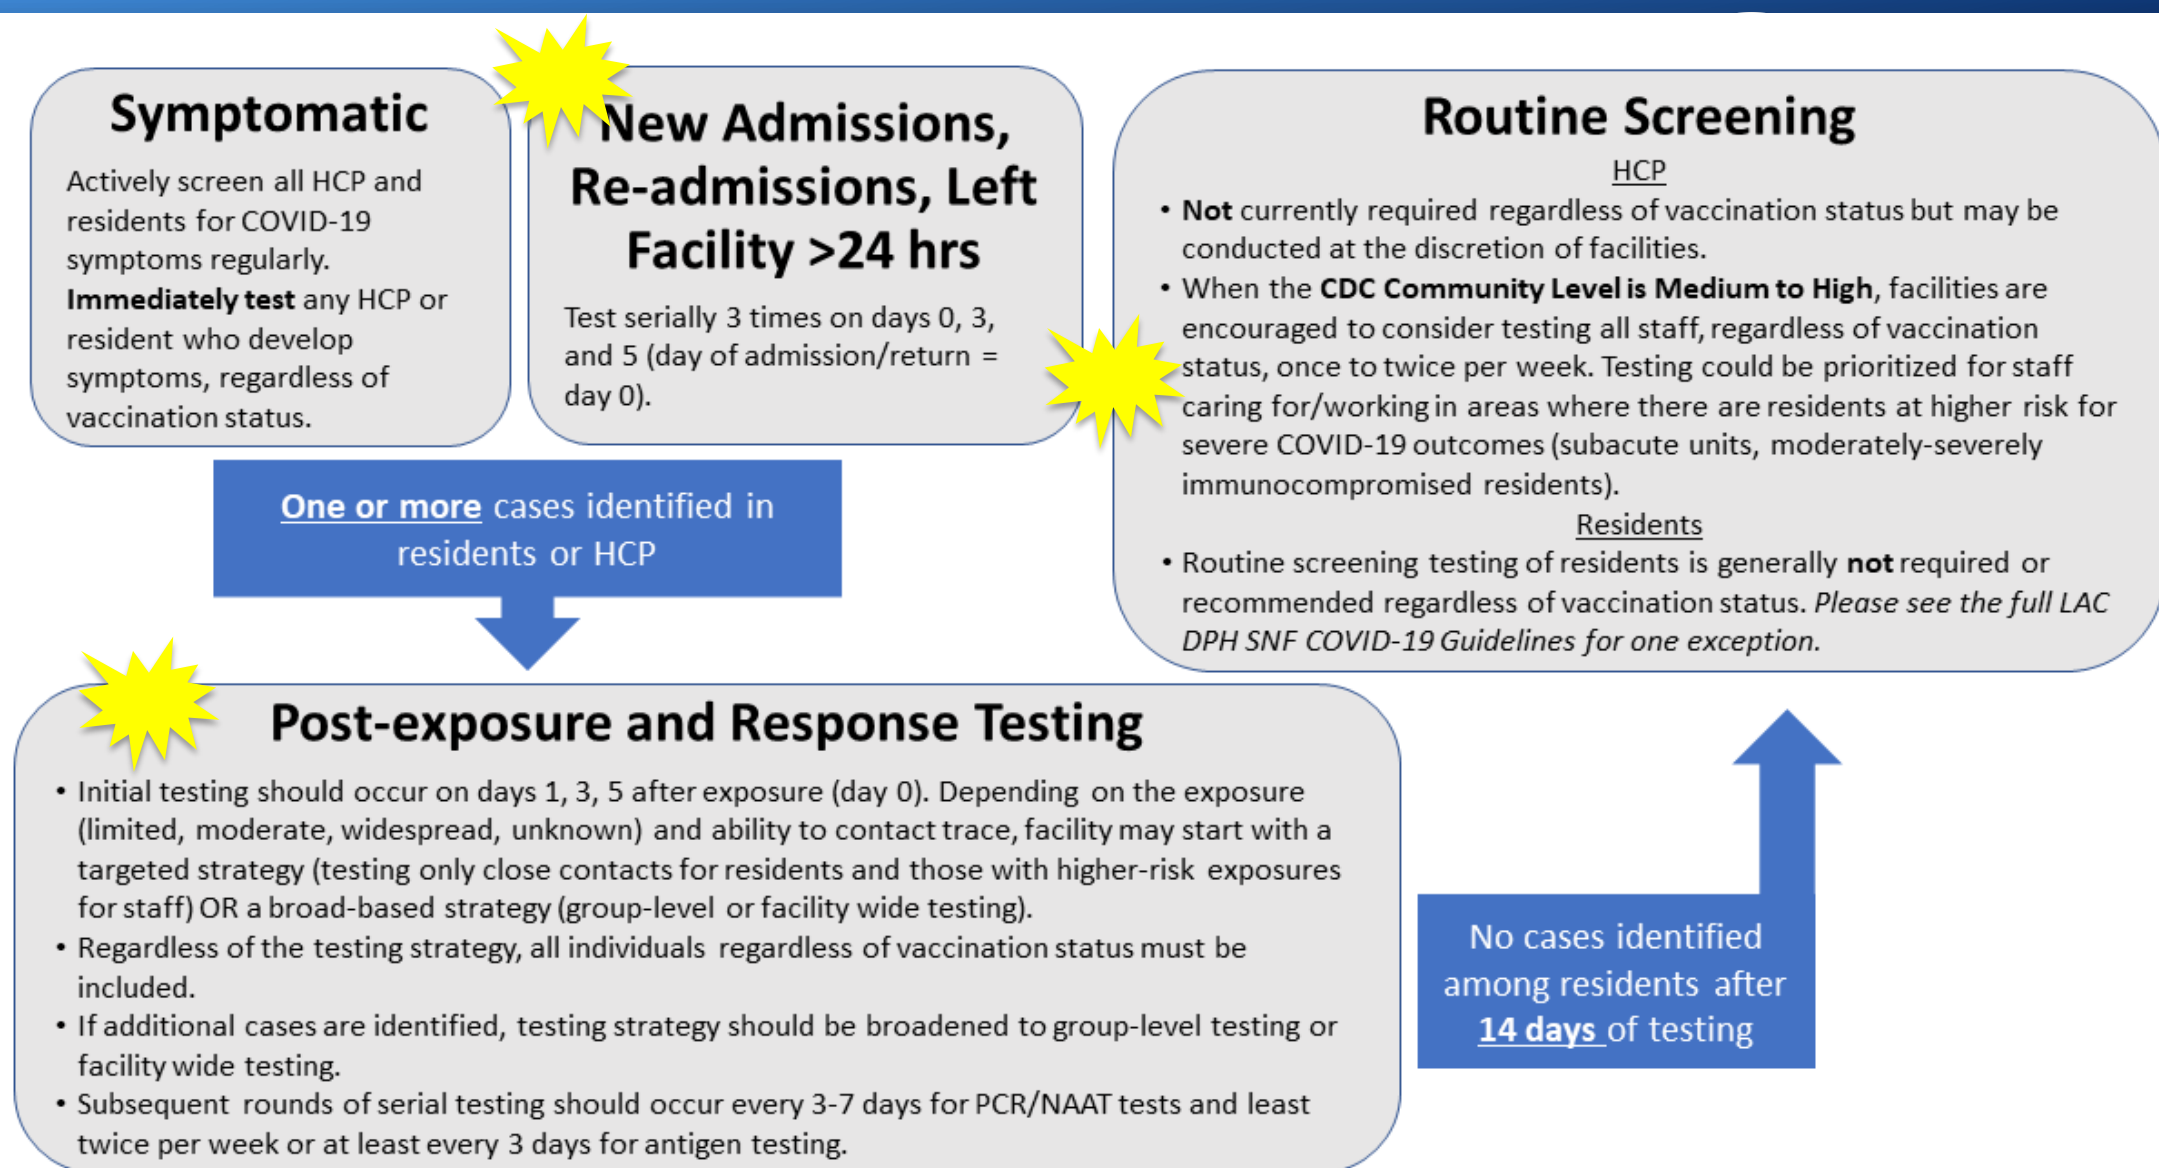 Symptomatic
Actively screen all HCP and
residents for COVID-19
symptoms regularly.
Immediately test any HCP or
resident who develop
symptoms, regardless of
vaccination status.
New Admissions,
Re-admissions, Left
Facility >24 hrs
Test serially 3 times on days 0, 3,
and 5 (day of admission/return =
day 0).
One or more cases identified in
residents or HCP
Routine Screening
HCP
• Not currently required regardless of vaccination status but may be
conducted at the discretion of facilities.
• When the CDC Community Level is Medium to High, facilities are
encouraged to consider testing all staff, regardless of vaccination
status, once to twice per week. Testing could be prioritized for staff
caring for/working in areas where there are residents at higher risk for
severe COVID-19 outcomes (subacute units, moderately-severely
immunocompromised residents).
Residents
• Routine screening testing of residents is generally not required or
recommended regardless of vaccination status. Please see the full LAC
DPH SNF COVID-19 Guidelines for one exception.
Post-exposure and Response Testing
• Initial testing should occur on days 1, 3, 5 after exposure (day 0). Depending on the exposure
(limited, moderate, widespread, unknown) and ability to contact trace, facility may start with a
targeted strategy (testing only close contacts for residents and those with higher-risk exposures
for staff) OR a broad-based strategy (group-level or facility wide testing).
• Regardless of the testing strategy, all individuals regardless of vaccination status must be
included.
• If additional cases are identified, testing strategy should be broadened to group-level testing or
facility wide testing.
• Subsequent rounds of serial testing should occur every 3-7 days for PCR/NAAT tests and least
twice per week or at least every 3 days for antigen testing.
No cases identified
among residents after
14 days of testing